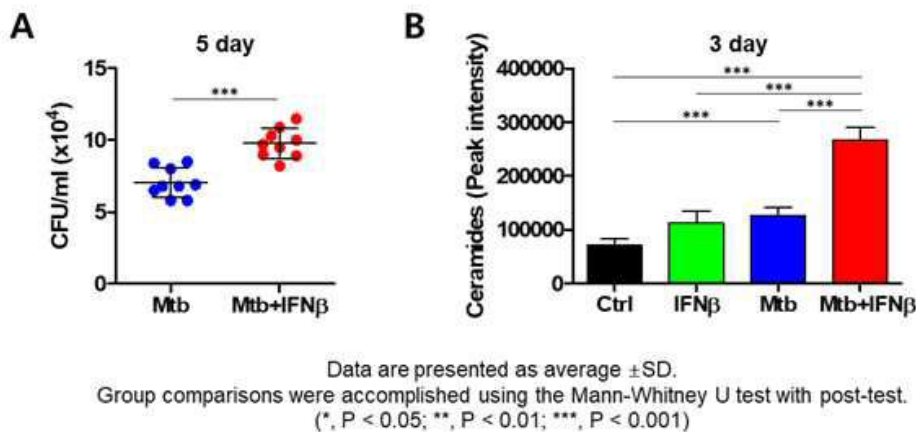 A
5 day
***
15
10
5
0
CFU/ml (x10⁴)
Mtb
Mtb+IFNβ
B
3 day
***
***
***
***
400000
300000
200000
100000
0
Ceramides (Peak intensity)
Ctrl
IFNβ
Mtb
Mtb+IFNβ
Data are presented as average ±SD.
Group comparisons were accomplished using the Mann-Whitney U test with post-test.
(*, P < 0.05; **, P < 0.01; ***, P < 0.001)